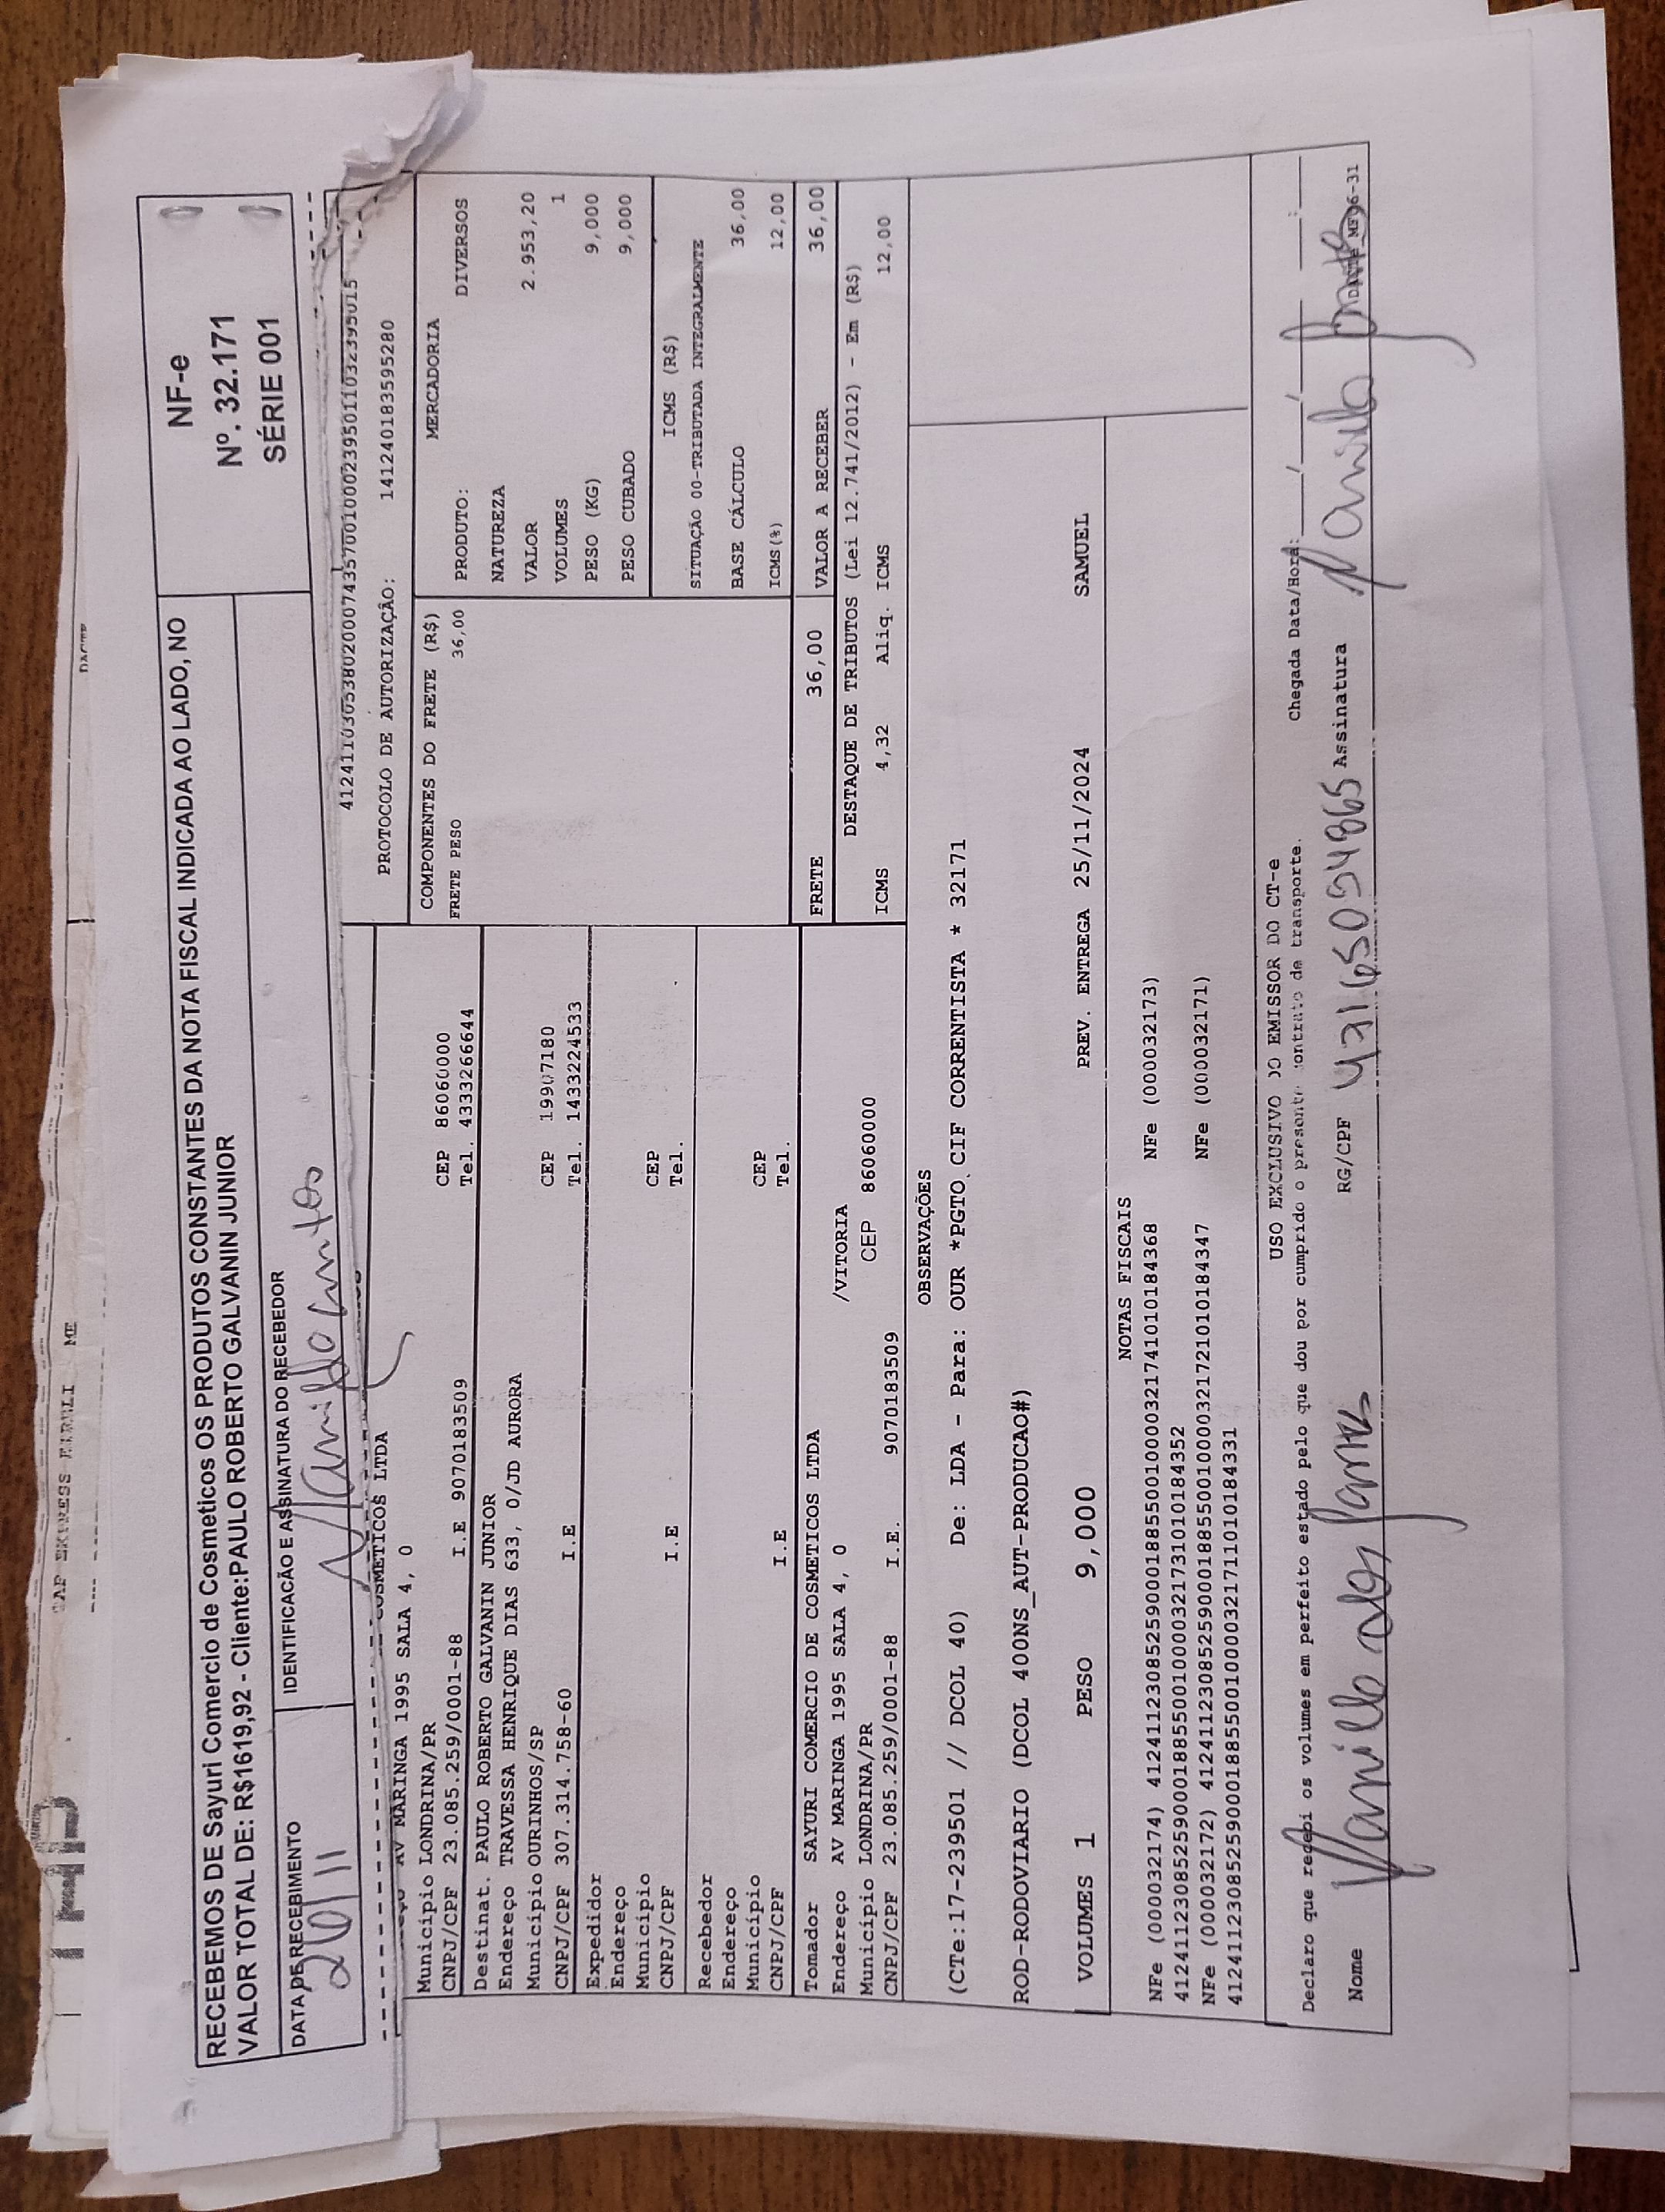 RECEBEMOS DE Sayuri Comercio de Cosmeticos OS PRODUTOS CONSTANTES DA NOTA FISCAL INDICADA AO LADO, NO
VALOR TOTAL DE: R$1619,92 - Cliente:PAULO ROBERTO GALVANIN JUNIOR
NF-e
Nº. 32.171
SÉRIE 001
DATA DE RECEBIMENTO
26/11
IDENTIFICAÇÃO E ASSINATURA DO RECEBEDOR
COSMETICOS LTDA
AV MARINGA 1995 SALA 4, 0
Município LONDRINA/PR CEP 86060000
CNPJ/CPF 23.085.259/0001-88 I.E 9070183509 Tel. 4333266644
Destinat. PAULO ROBERTO GALVANIN JUNIOR
Endereço TRAVESSA HENRIQUE DIAS 633, 0/JD AURORA
Município OURINHOS/SP CEP 19907180
CNPJ/CPF 307.314.758-60 I.E Tel. 1433224533
Expedidor
Endereço
Município CEP
CNPJ/CPF I.E Tel.
Recebedor
Endereço
Município CEP
CNPJ/CPF I.E Tel.
Tomador SAYURI COMERCIO DE COSMETICOS LTDA
Endereço AV MARINGA 1995 SALA 4, 0 /VITORIA
Município LONDRINA/PR CEP 86060000
CNPJ/CPF 23.085.259/0001-88 I.E. 9070183509
PROTOCOLO DE AUTORIZAÇÃO: 141240183595280
COMPONENTES DO FRETE (R$)
FRETE PESO 36,00
MERCADORIA
PRODUTO: DIVERSOS
NATUREZA
VALOR 2.953,20
VOLUMES 1
PESO (KG) 9,000
PESO CUBADO 9,000
ICMS (R$)
SITUAÇÃO 00-TRIBUTADA INTEGRALMENTE
BASE CÁLCULO 36,00
ICMS(%) 12,00
FRETE 36,00 VALOR A RECEBER 36,00
DESTAQUE DE TRIBUTOS (Lei 12.741/2012) - Em (R$)
ICMS 4,32 Aliq. ICMS 12,00
OBSERVAÇÕES
(CTe:17-239501 // DCOL 40) De: LDA - Para: OUR *PGTO CIF CORRENTISTA * 32171
ROD-RODOVIARIO (DCOL 400NS_AUT-PRODUCAO#)
VOLUMES 1 PESO 9,000 PREV. ENTREGA 25/11/2024 SAMUEL
NOTAS FISCAIS
NFe (000032174) 41241123085259000188550010000321741010184368 NFe (000032173)
41241123085259000188550010000321731010184352
NFe (000032172) 41241123085259000188550010000321721010184347 NFe (000032171)
41241123085259000188550010000321711010184331
USO EXCLUSIVO DO EMISSOR DO CT-e
Declaro que recebi os volumes em perfeito estado pelo que dou por cumprido o presente contrato de transporte. Chegada Data/Hora: / / :
Nome RG/CPF Assinatura